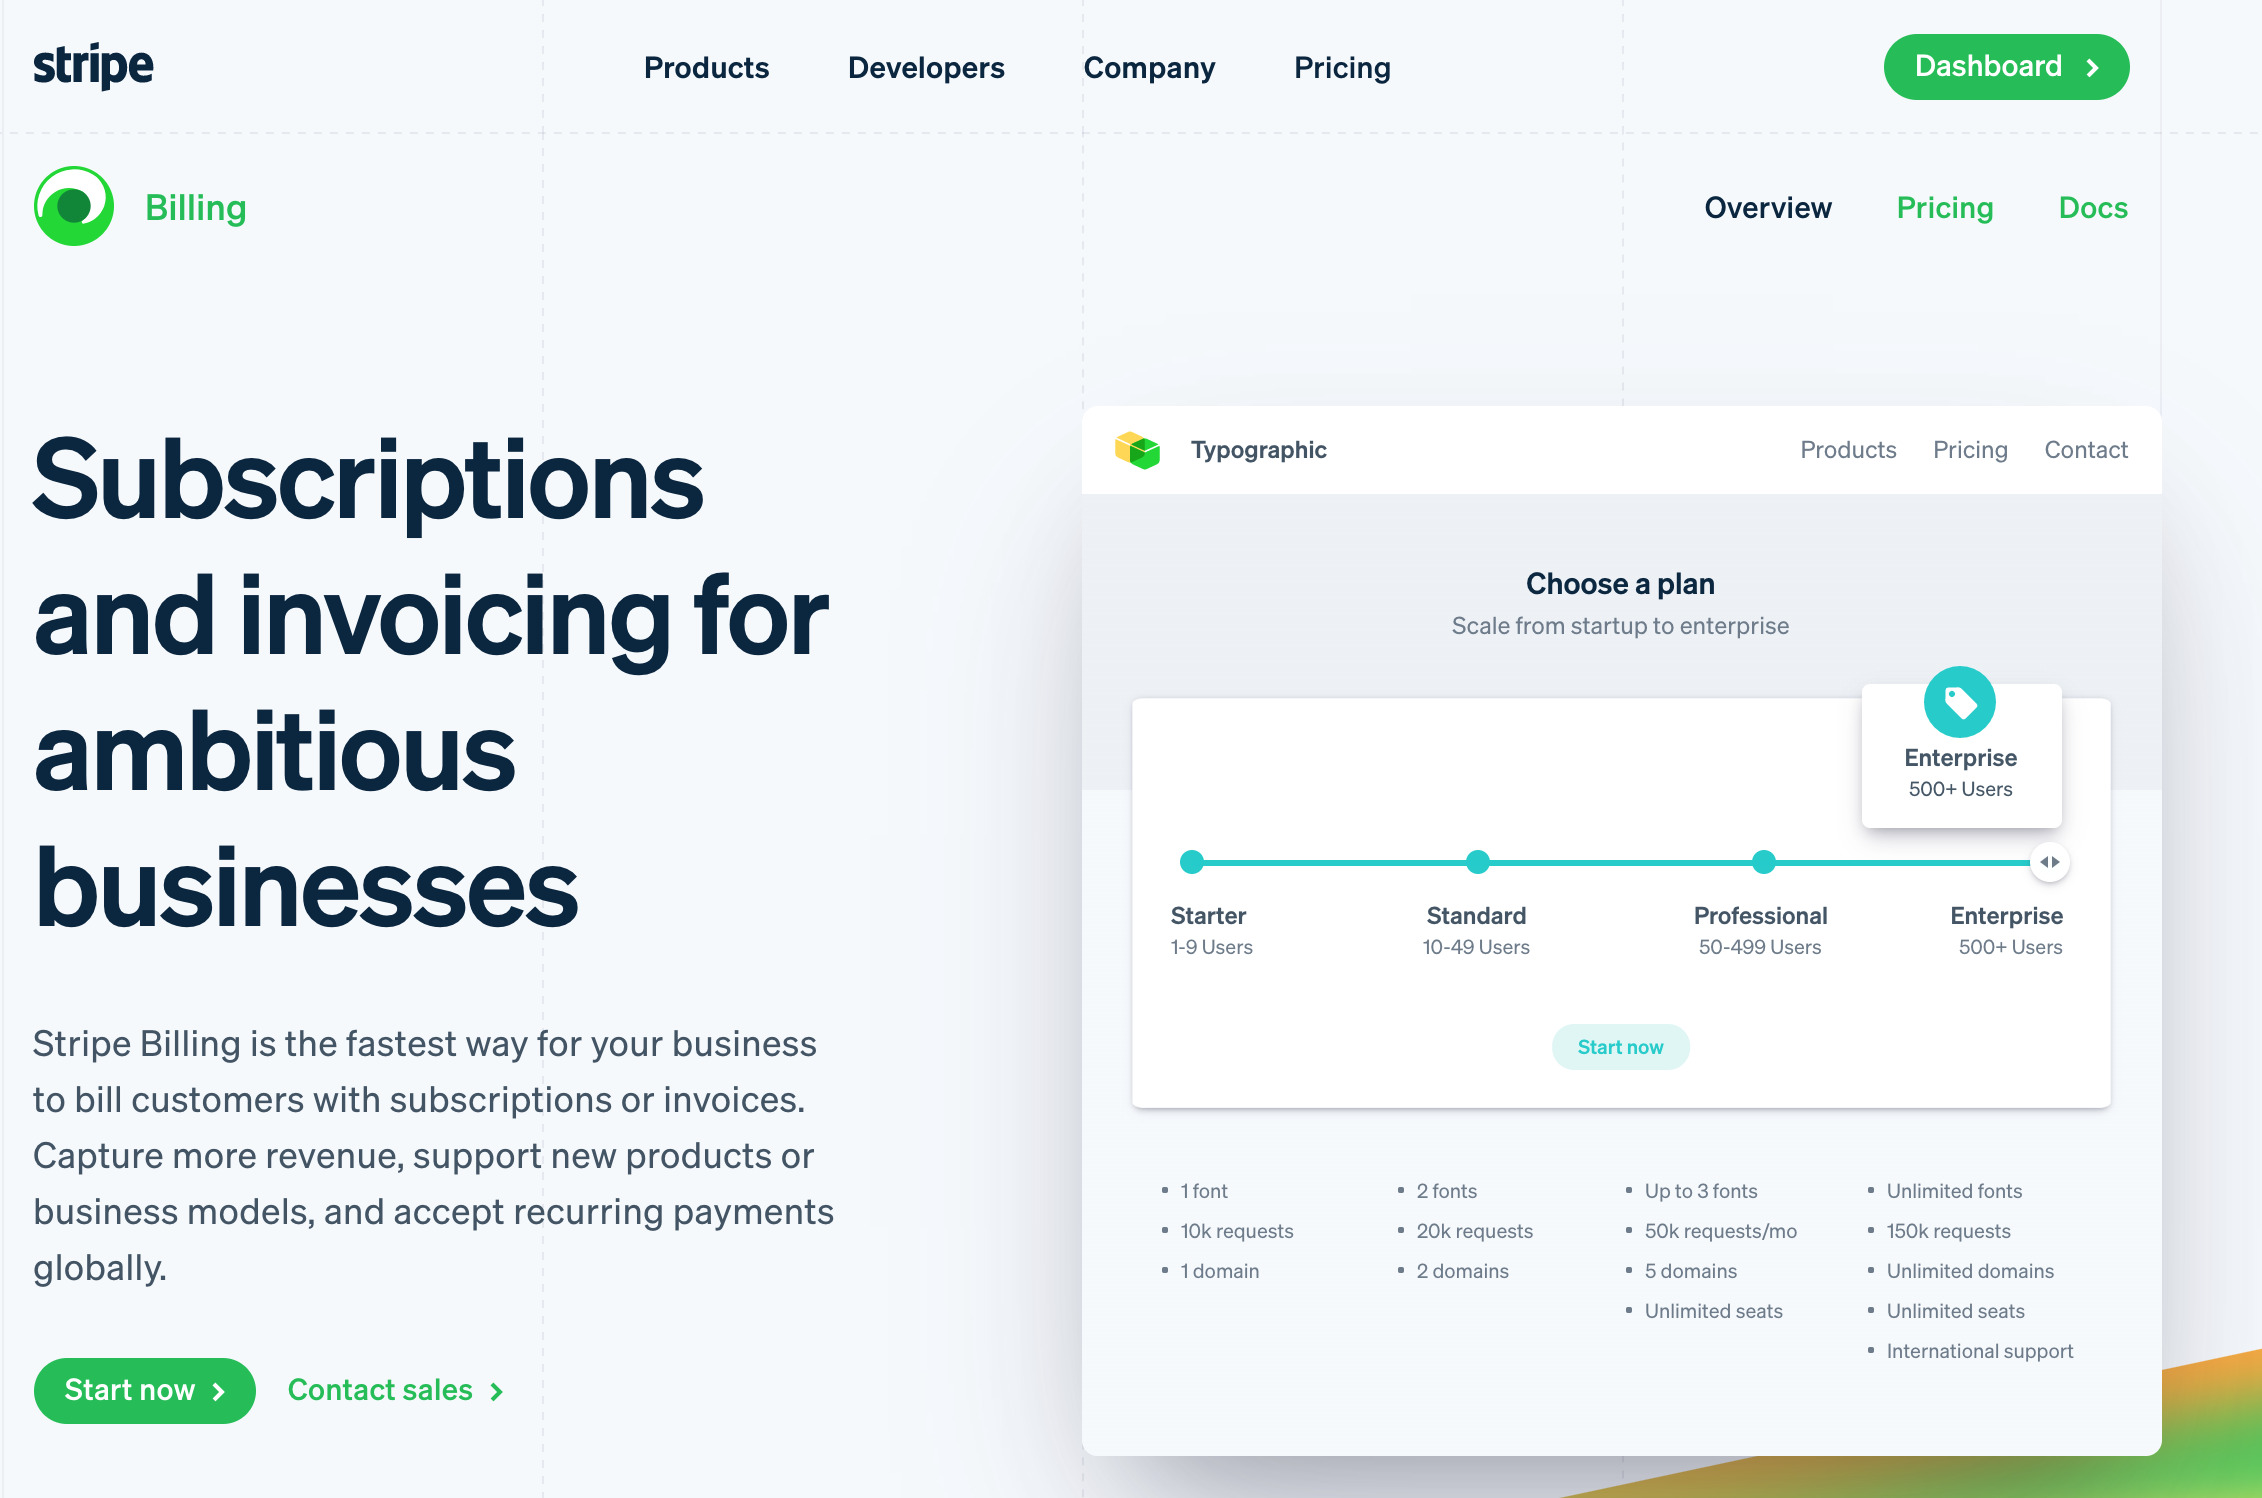 stripe
Products Developers Company Pricing
Dashboard
Billing
Overview Pricing Docs
Subscriptions
and invoicing for
ambitious
businesses
Stripe Billing is the fastest way for your business
to bill customers with subscriptions or invoices.
Capture more revenue, support new products or
business models, and accept recurring payments
globally.
Start now
Contact sales
Typographic
Products Pricing Contact
Choose a plan
Scale from startup to enterprise
Enterprise
500+ Users
Starter
1-9 Users
Standard
10-49 Users
Professional
50-499 Users
Enterprise
500+ Users
Start now
1 font
10k requests
1 domain
2 fonts
20k requests
2 domains
Up to 3 fonts
50k requests/mo
5 domains
Unlimited seats
Unlimited fonts
150k requests
Unlimited domains
Unlimited seats
International support